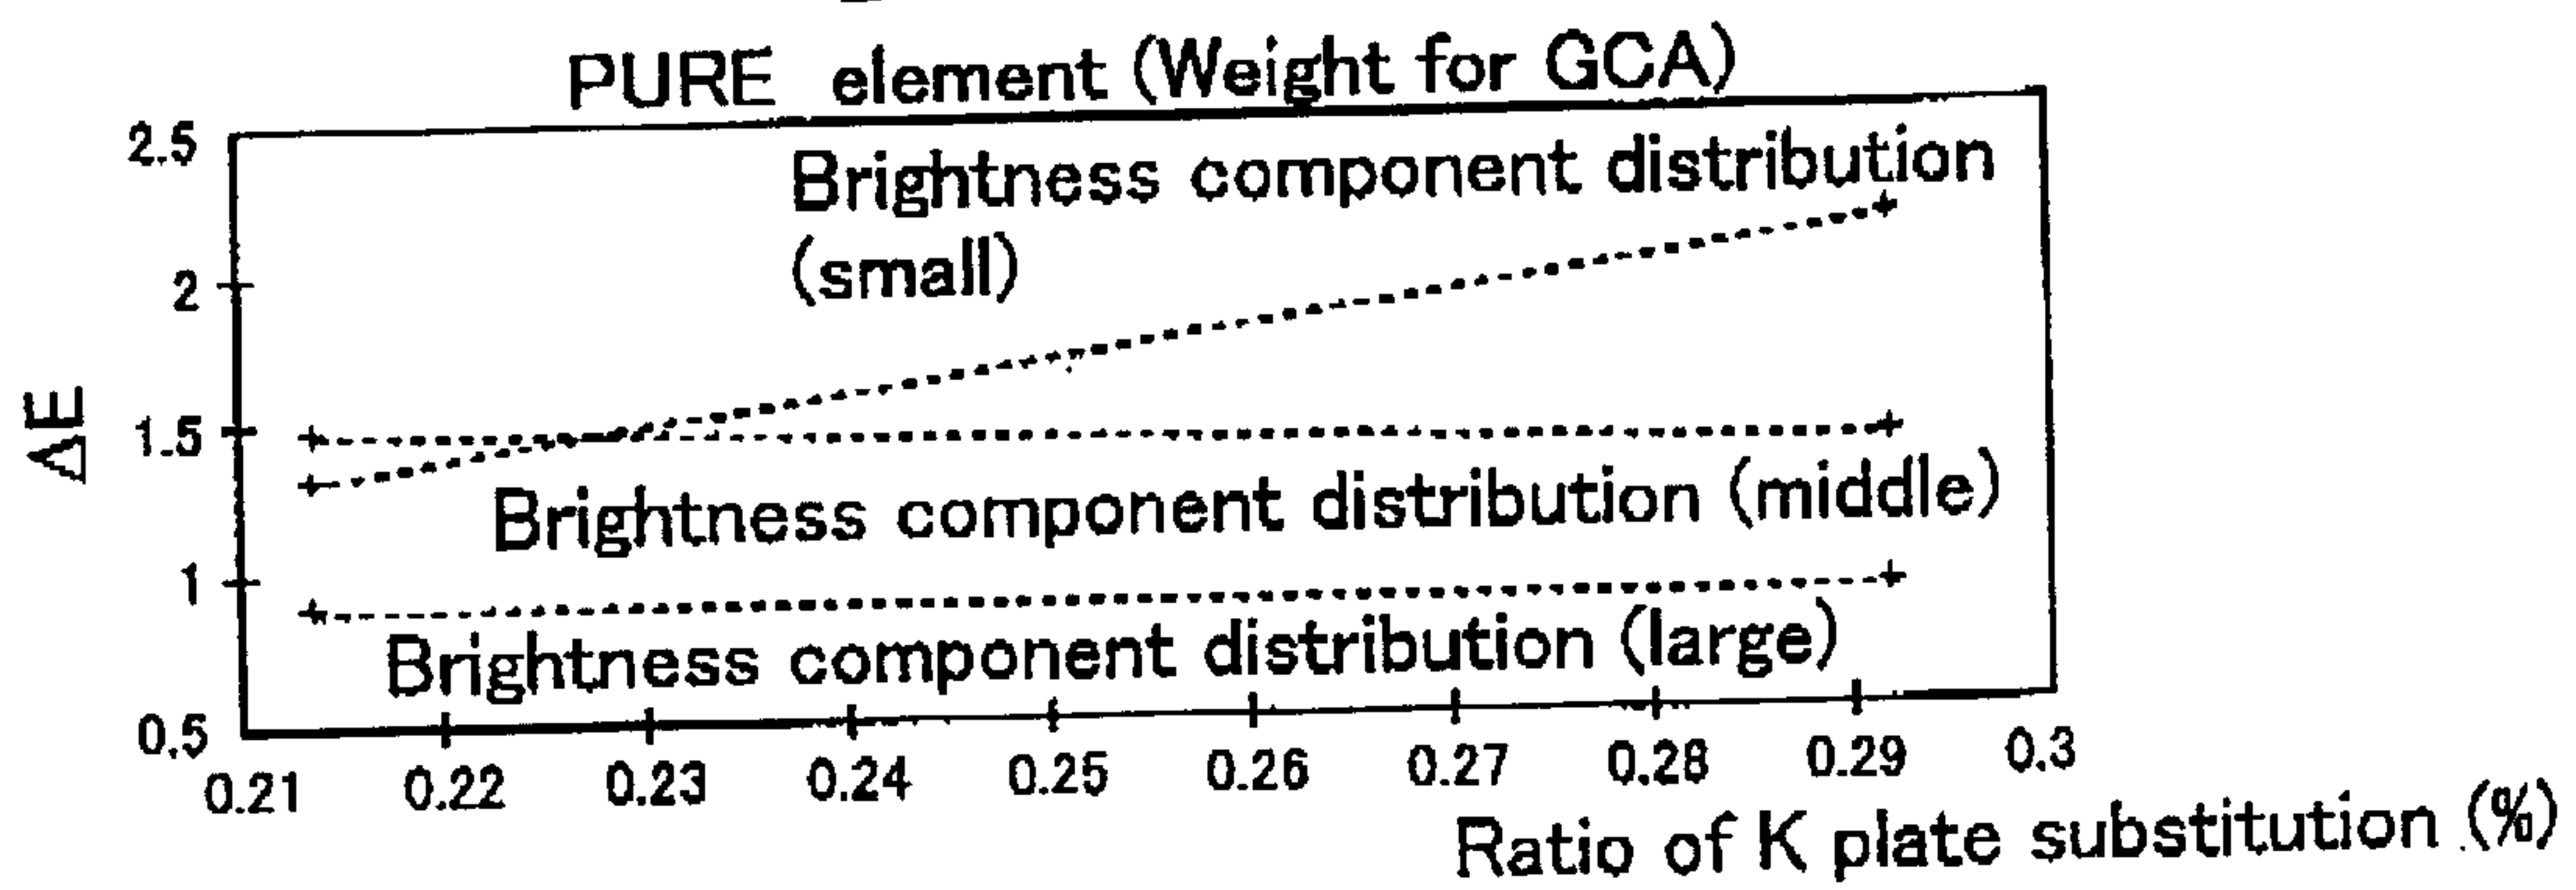 PURE element (Weight for GCA)
2.5
Brightness component distribution
(small)
2
ΔE
1.5
Brightness component distribution (middle)
1
Brightness component distribution (large)
0.5
0.21 0.22 0.23 0.24 0.25 0.26 0.27 0.28 0.29 0.3
Ratio of K plate substitution (%)